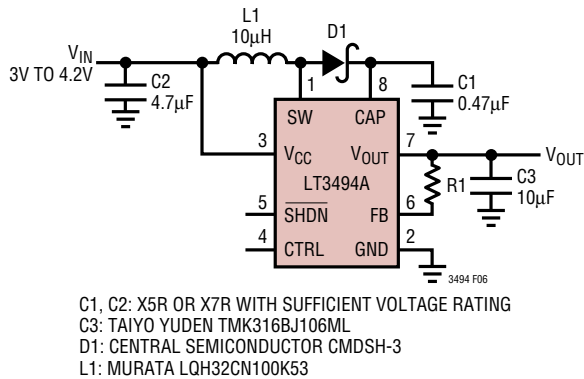 L1
10µH
D1
VIN
3V TO 4.2V
C2
4.7µF
1
8
C1
0.47µF
SW
CAP
3
VCC
VOUT
7
VOUT
LT3494A
R1
C3
10µF
5
SHDN
FB
6
4
CTRL
GND
2
3494 F06
C1, C2: X5R OR X7R WITH SUFFICIENT VOLTAGE RATING
C3: TAIYO YUDEN TMK316BJ106ML
D1: CENTRAL SEMICONDUCTOR CMDSH-3
L1: MURATA LQH32CN100K53